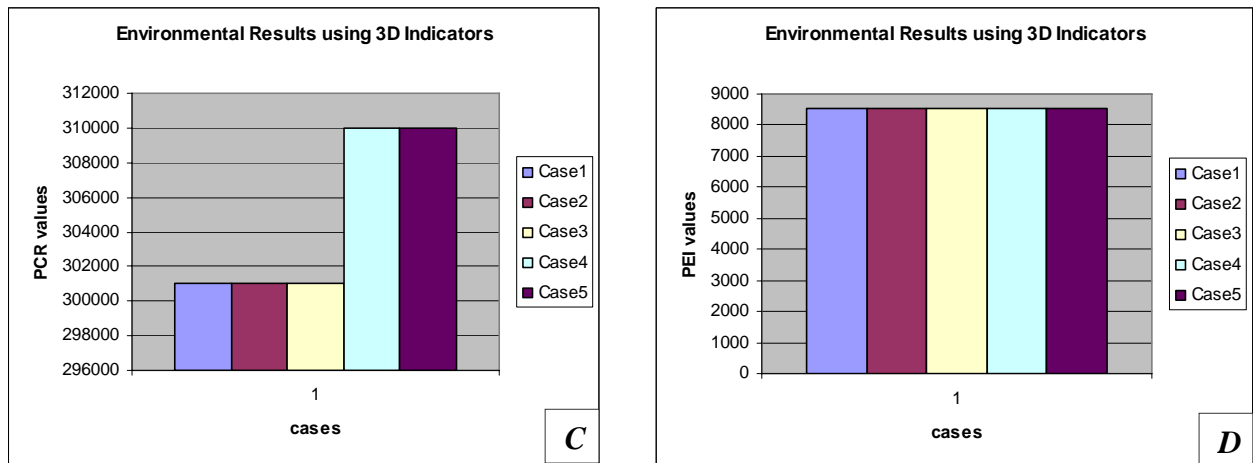 Environmental Results using 3D Indicators
312000
310000
308000
306000
304000
302000
300000
298000
296000
PCR values
1
cases
Case1
Case2
Case3
Case4
Case5
C
Environmental Results using 3D Indicators
9000
8000
7000
6000
5000
4000
3000
2000
1000
0
PEI values
1
cases
Case1
Case2
Case3
Case4
Case5
D